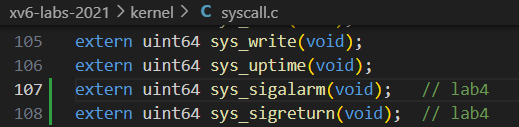 xv6-labs-2021 > kernel > syscall.c
105 extern uint64 sys_write(void);
106 extern uint64 sys_uptime(void);
107 extern uint64 sys_sigalarm(void);   // lab4
108 extern uint64 sys_sigreturn(void);  // lab4